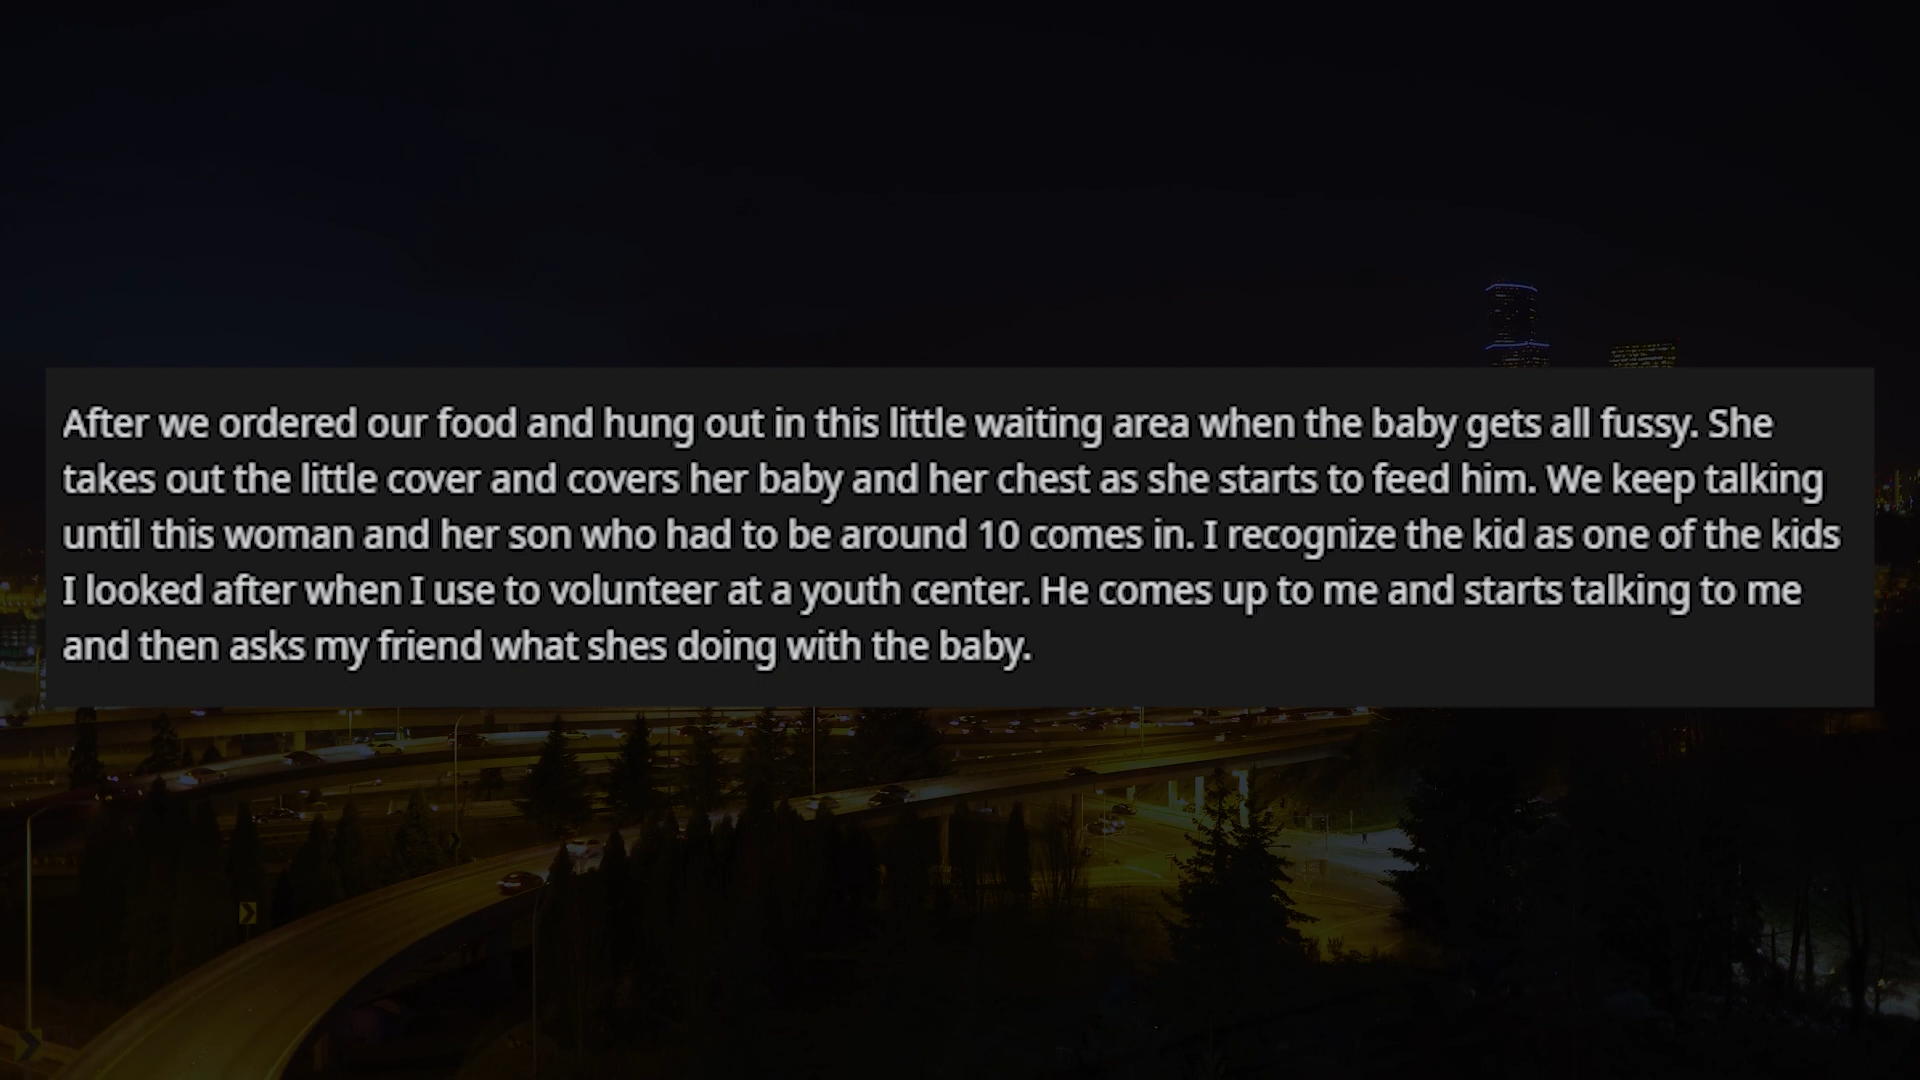 After we ordered our food and hung out in this little waiting area when the baby gets all fussy. She
takes out the little cover and covers her baby and her chest as she starts to feed him. We keep talking
until this woman and her son who had to be around 10 comes in. I recognize the kid as one of the kids
I looked after when I use to volunteer at a youth center. He comes up to me and starts talking to me
and then asks my friend what shes doing with the baby.